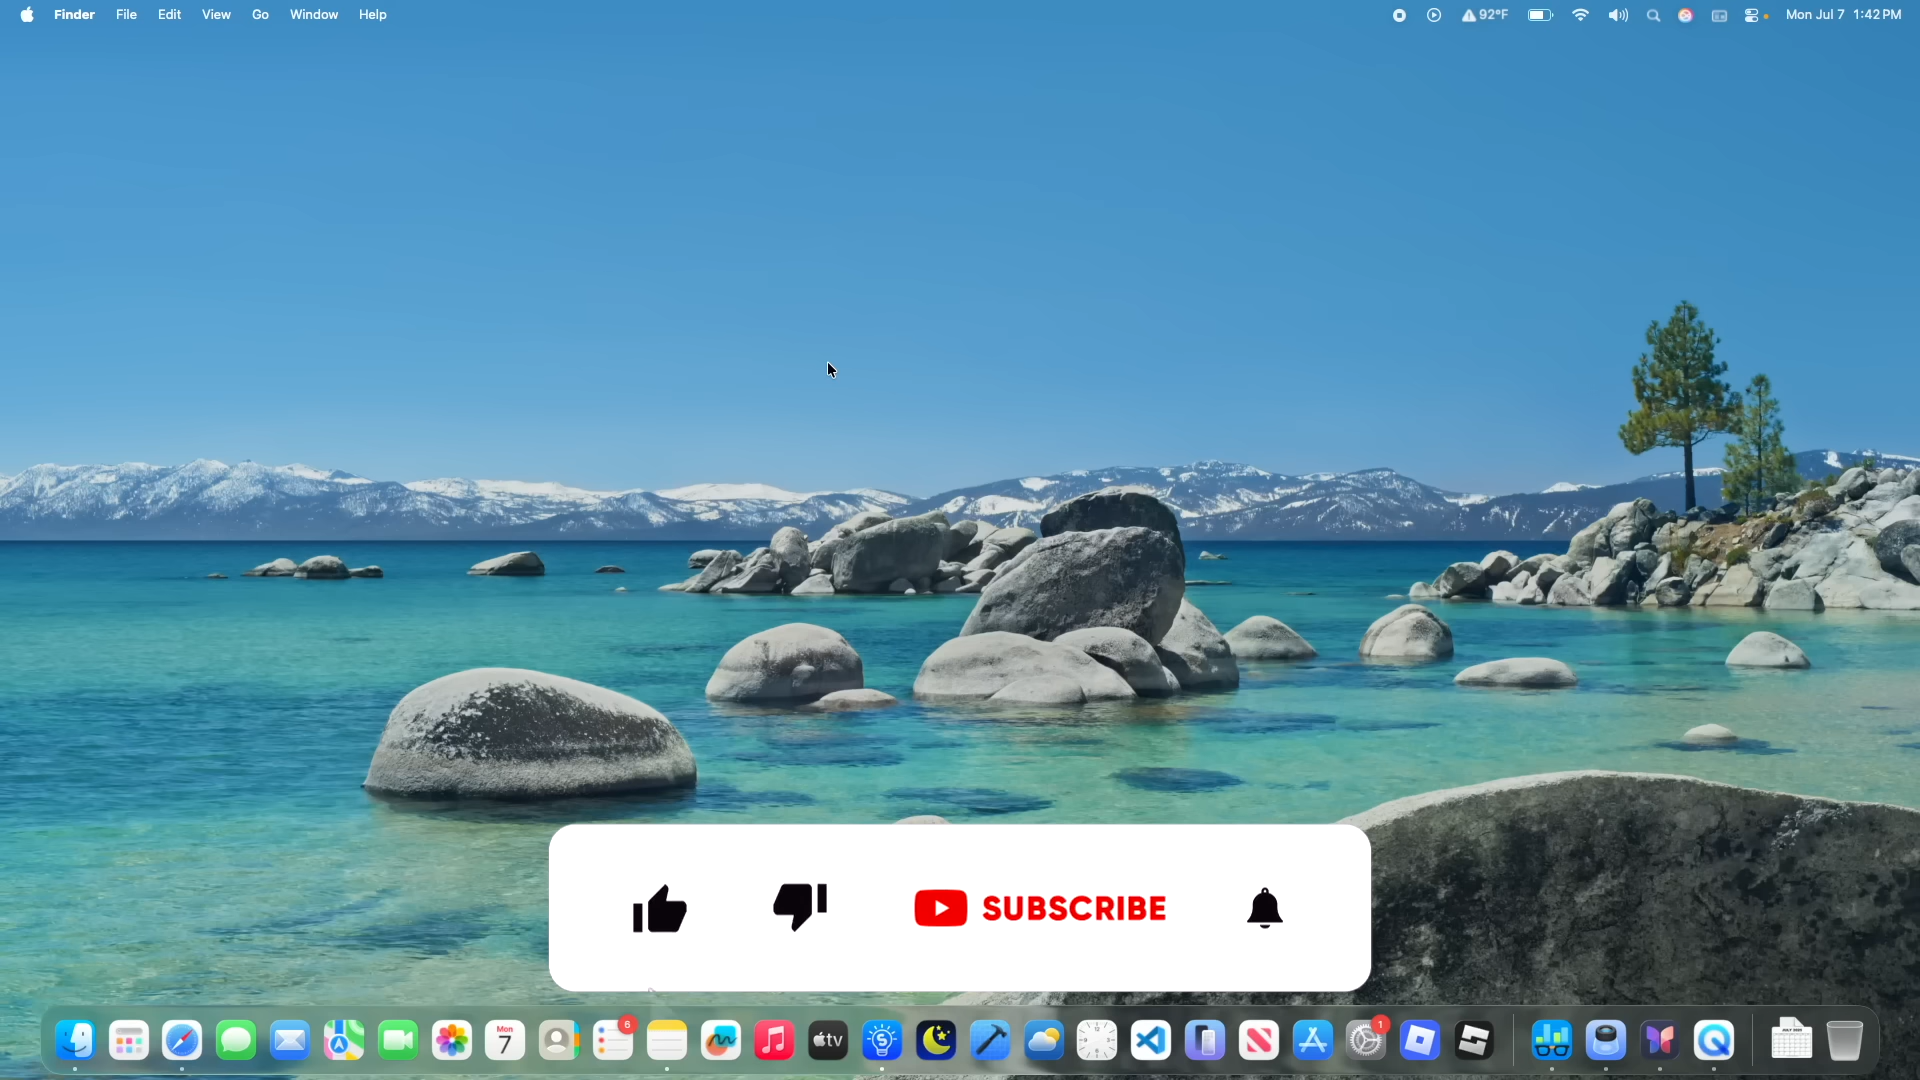 Finder File Edit View Go Window Help 92°F Mon Jul 7 1:42 PM
SUBSCRIBE
Mon
7
6
tv
1